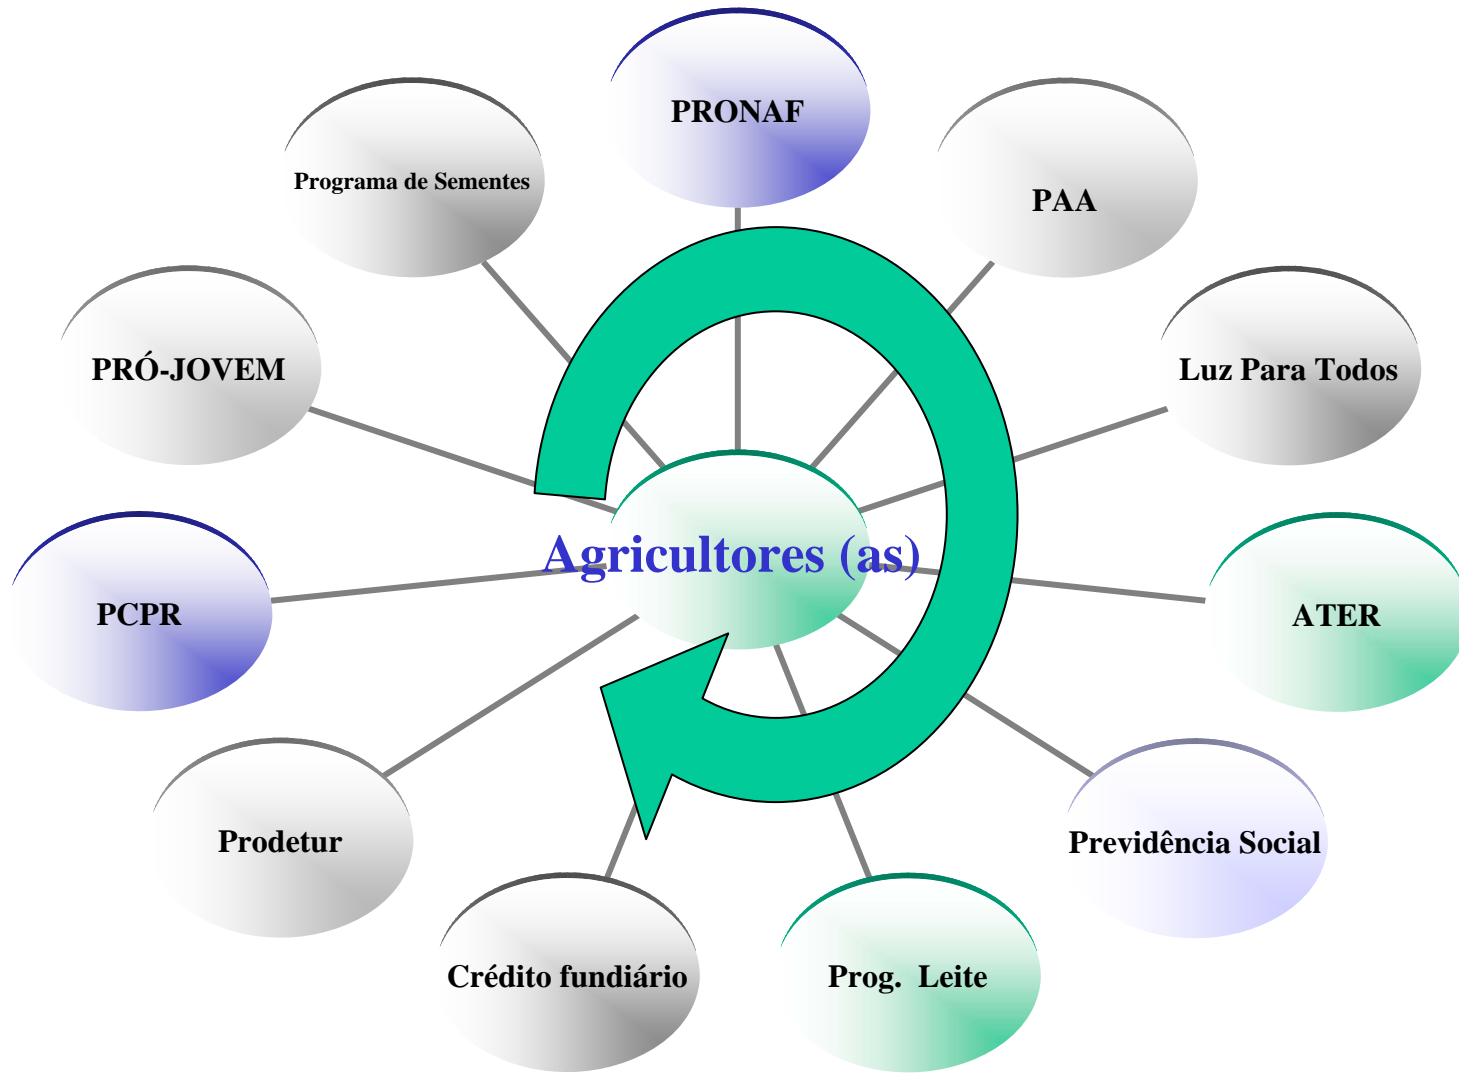 PRONAF
Programa de Sementes
PAA
PRÓ-JOVEM
Luz Para Todos
Agricultores (as)
PCPR
ATER
Prodetur
Previdência Social
Crédito fundiário
Prog. Leite